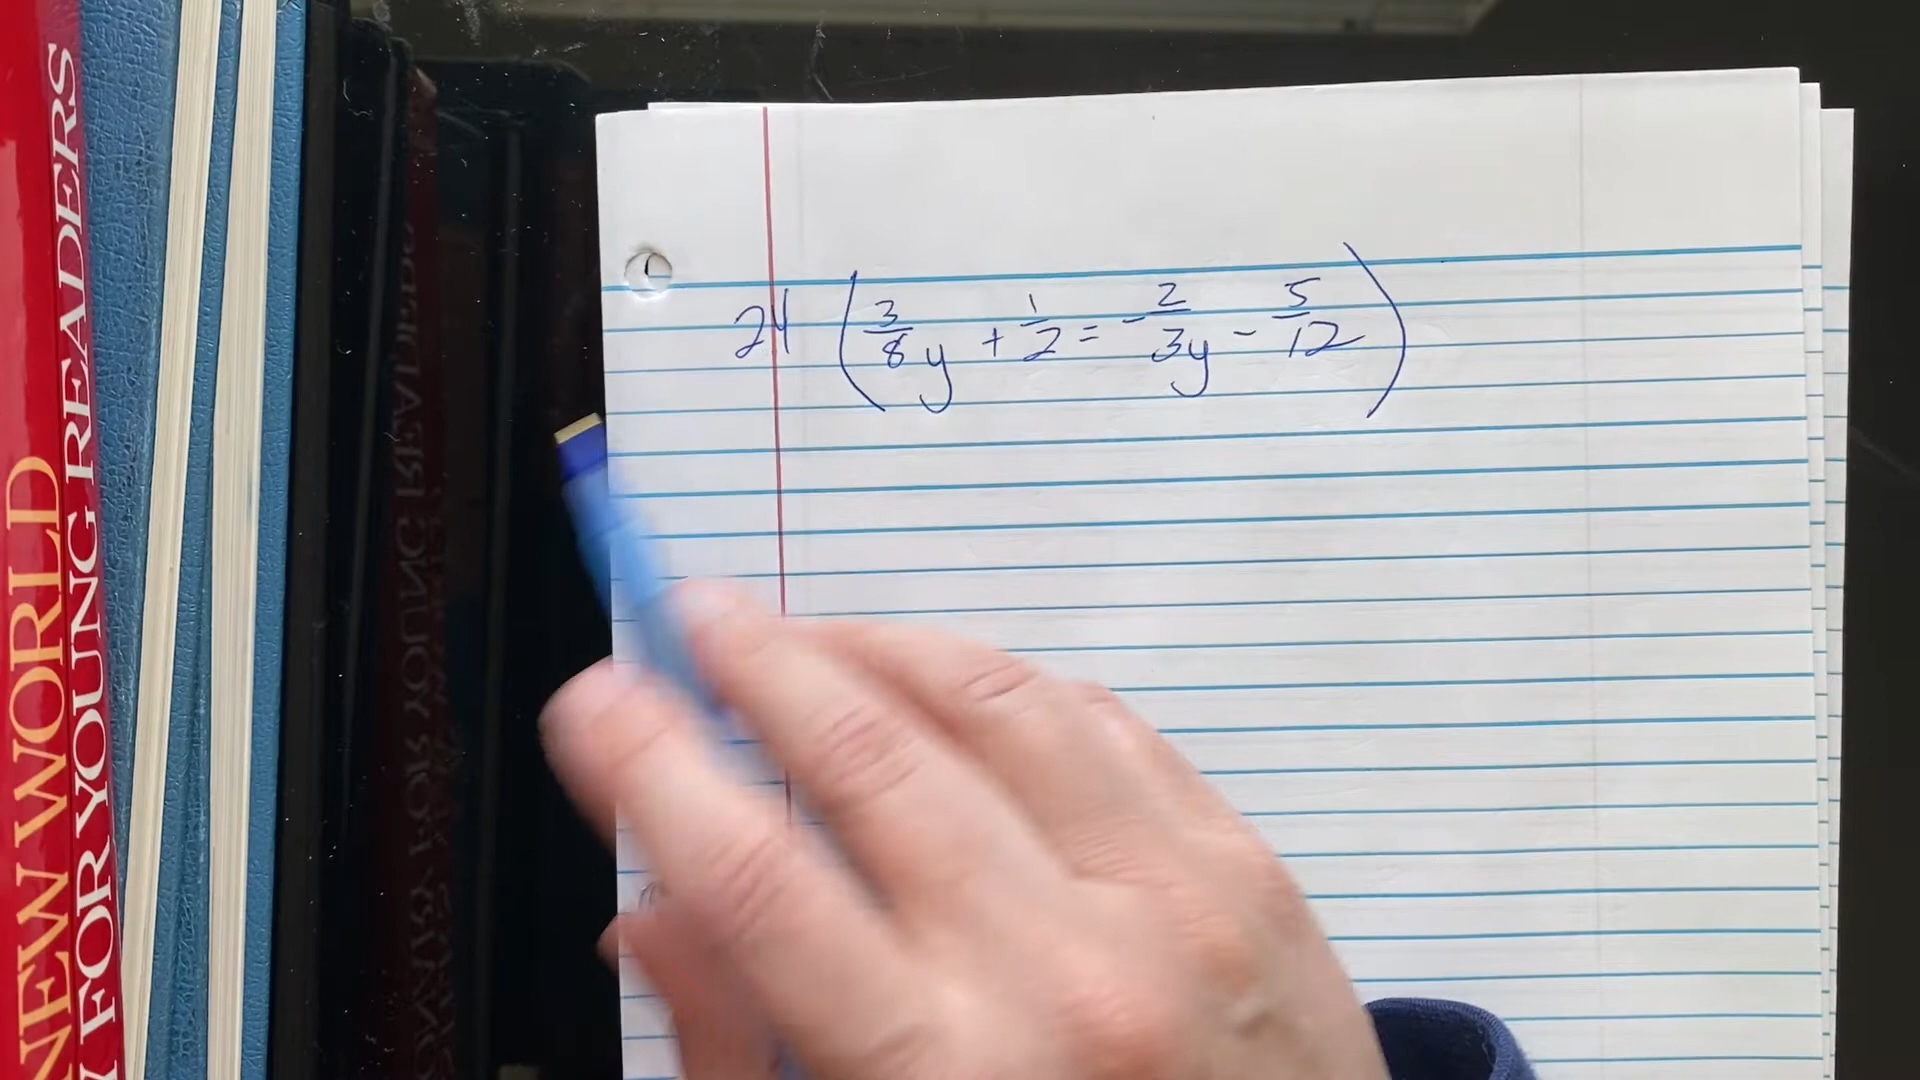 NEW WORLD
FOR YOUNG READERS
24 ( 3/8y + 1/2 = -2/3y - 5/12 )